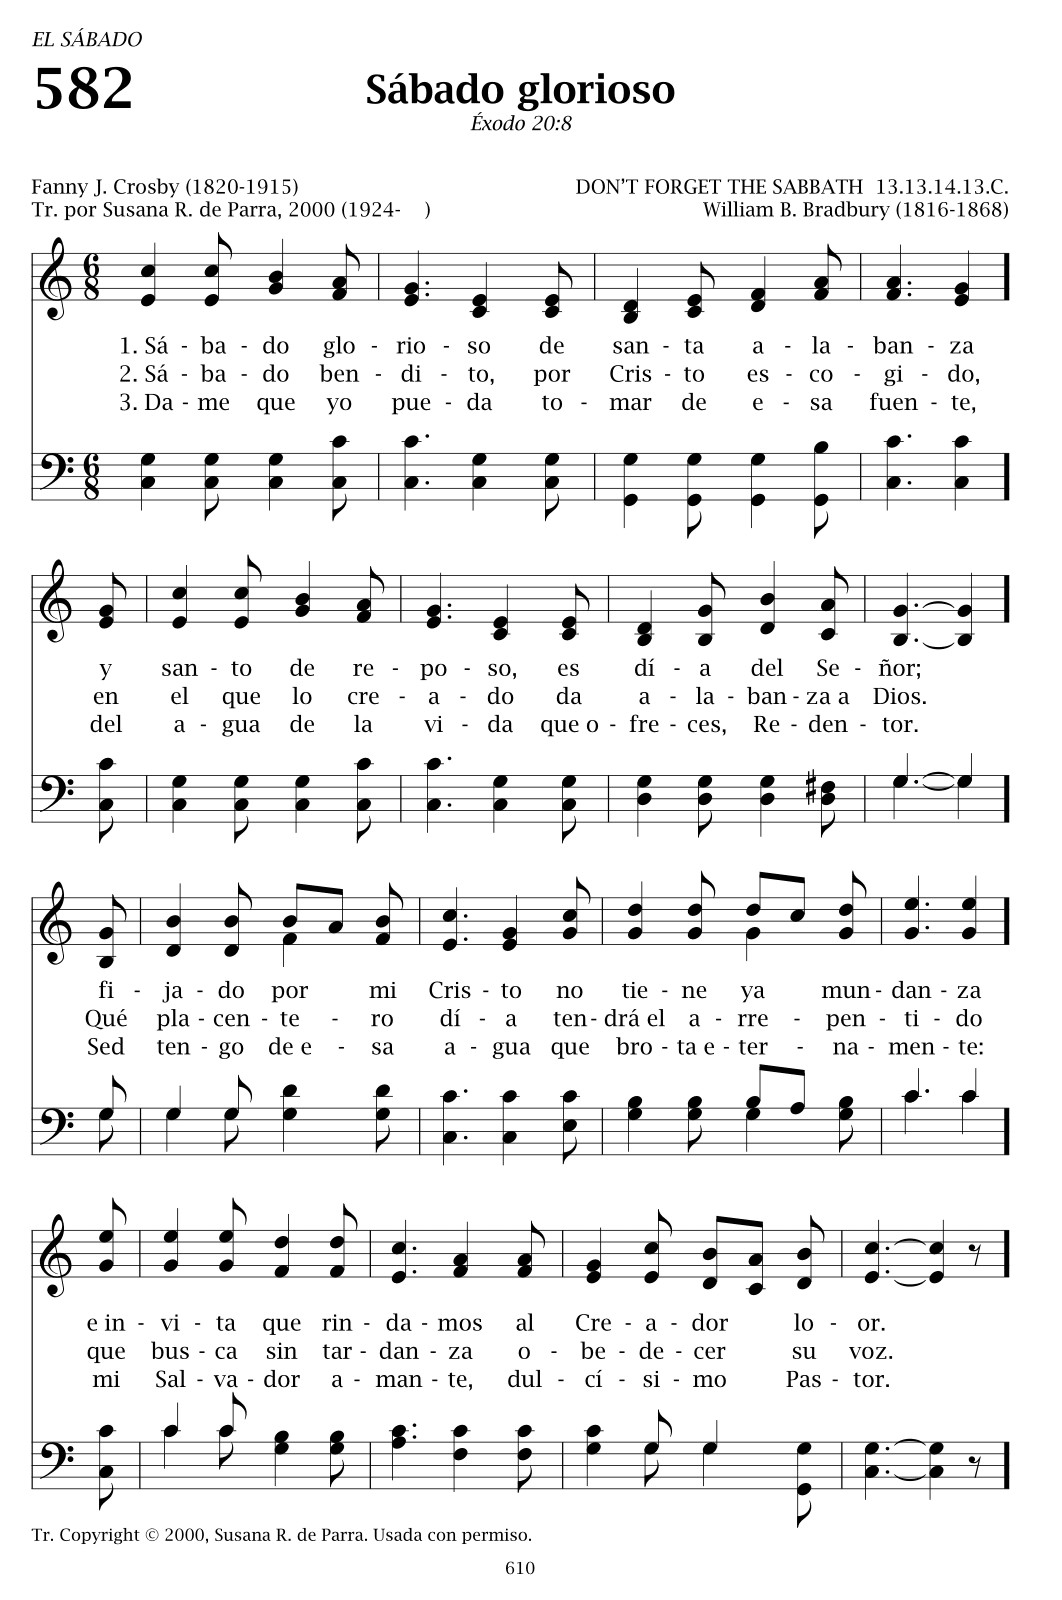 EL SÁBADO
582
Sábado glorioso
Éxodo 20:8
Fanny J. Crosby (1820-1915)
DON'T FORGET THE SABBATH 13.13.14.13.C.
Tr. por Susana R. de Parra, 2000 (1924- )
William B. Bradbury (1816-1868)
6
8
1. Sá - ba - do glo - rio - so de san - ta a - la - ban - za
2. Sá - ba - do ben - di - to, por Cris - to es - co - gi - do,
3. Da - me que yo pue - da to - mar de e - sa fuen - te,
6
8
y san - to de re - po - so, es dí - a del Se - ñor;
en el que lo cre - a - do da a - la - ban - za a Dios.
del a - gua de la vi - da que o - fre - ces, Re - den - tor.
fi - ja - do por mi Cris - to no tie - ne ya mun - dan - za
Qué pla - cen - te - ro dí - a ten - drá el a - rre - pen - ti - do
Sed ten - go de e - sa a - gua que bro - ta e - ter - na - men - te:
e in - vi - ta que rin - da - mos al Cre - a - dor lo - or.
que bus - ca sin tar - dan - za o - be - de - cer su voz.
mi Sal - va - dor a - man - te, dul - cí - si - mo Pas - tor.
Tr. Copyright © 2000, Susana R. de Parra. Usada con permiso.
610